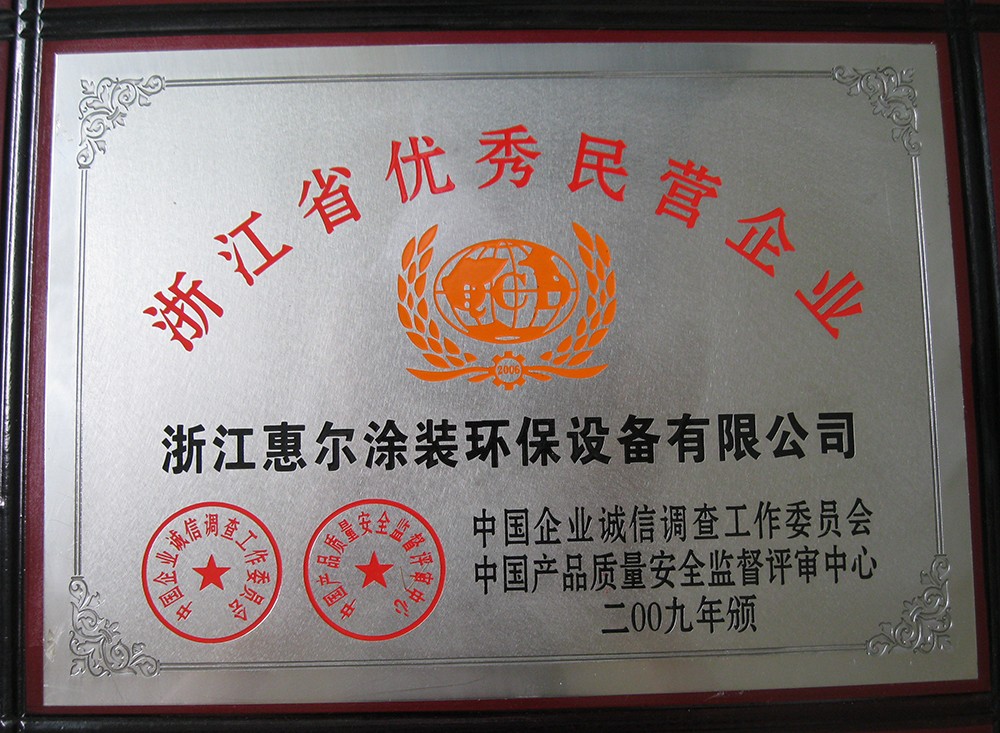 浙江省优秀民营企业
2006
浙江惠尔涂装环保设备有限公司
中国企业诚信调查工作委员会
中国产品质量安全监督评审中心
中国企业诚信调查工作委员会
中国产品质量安全监督评审中心
二00九年颁